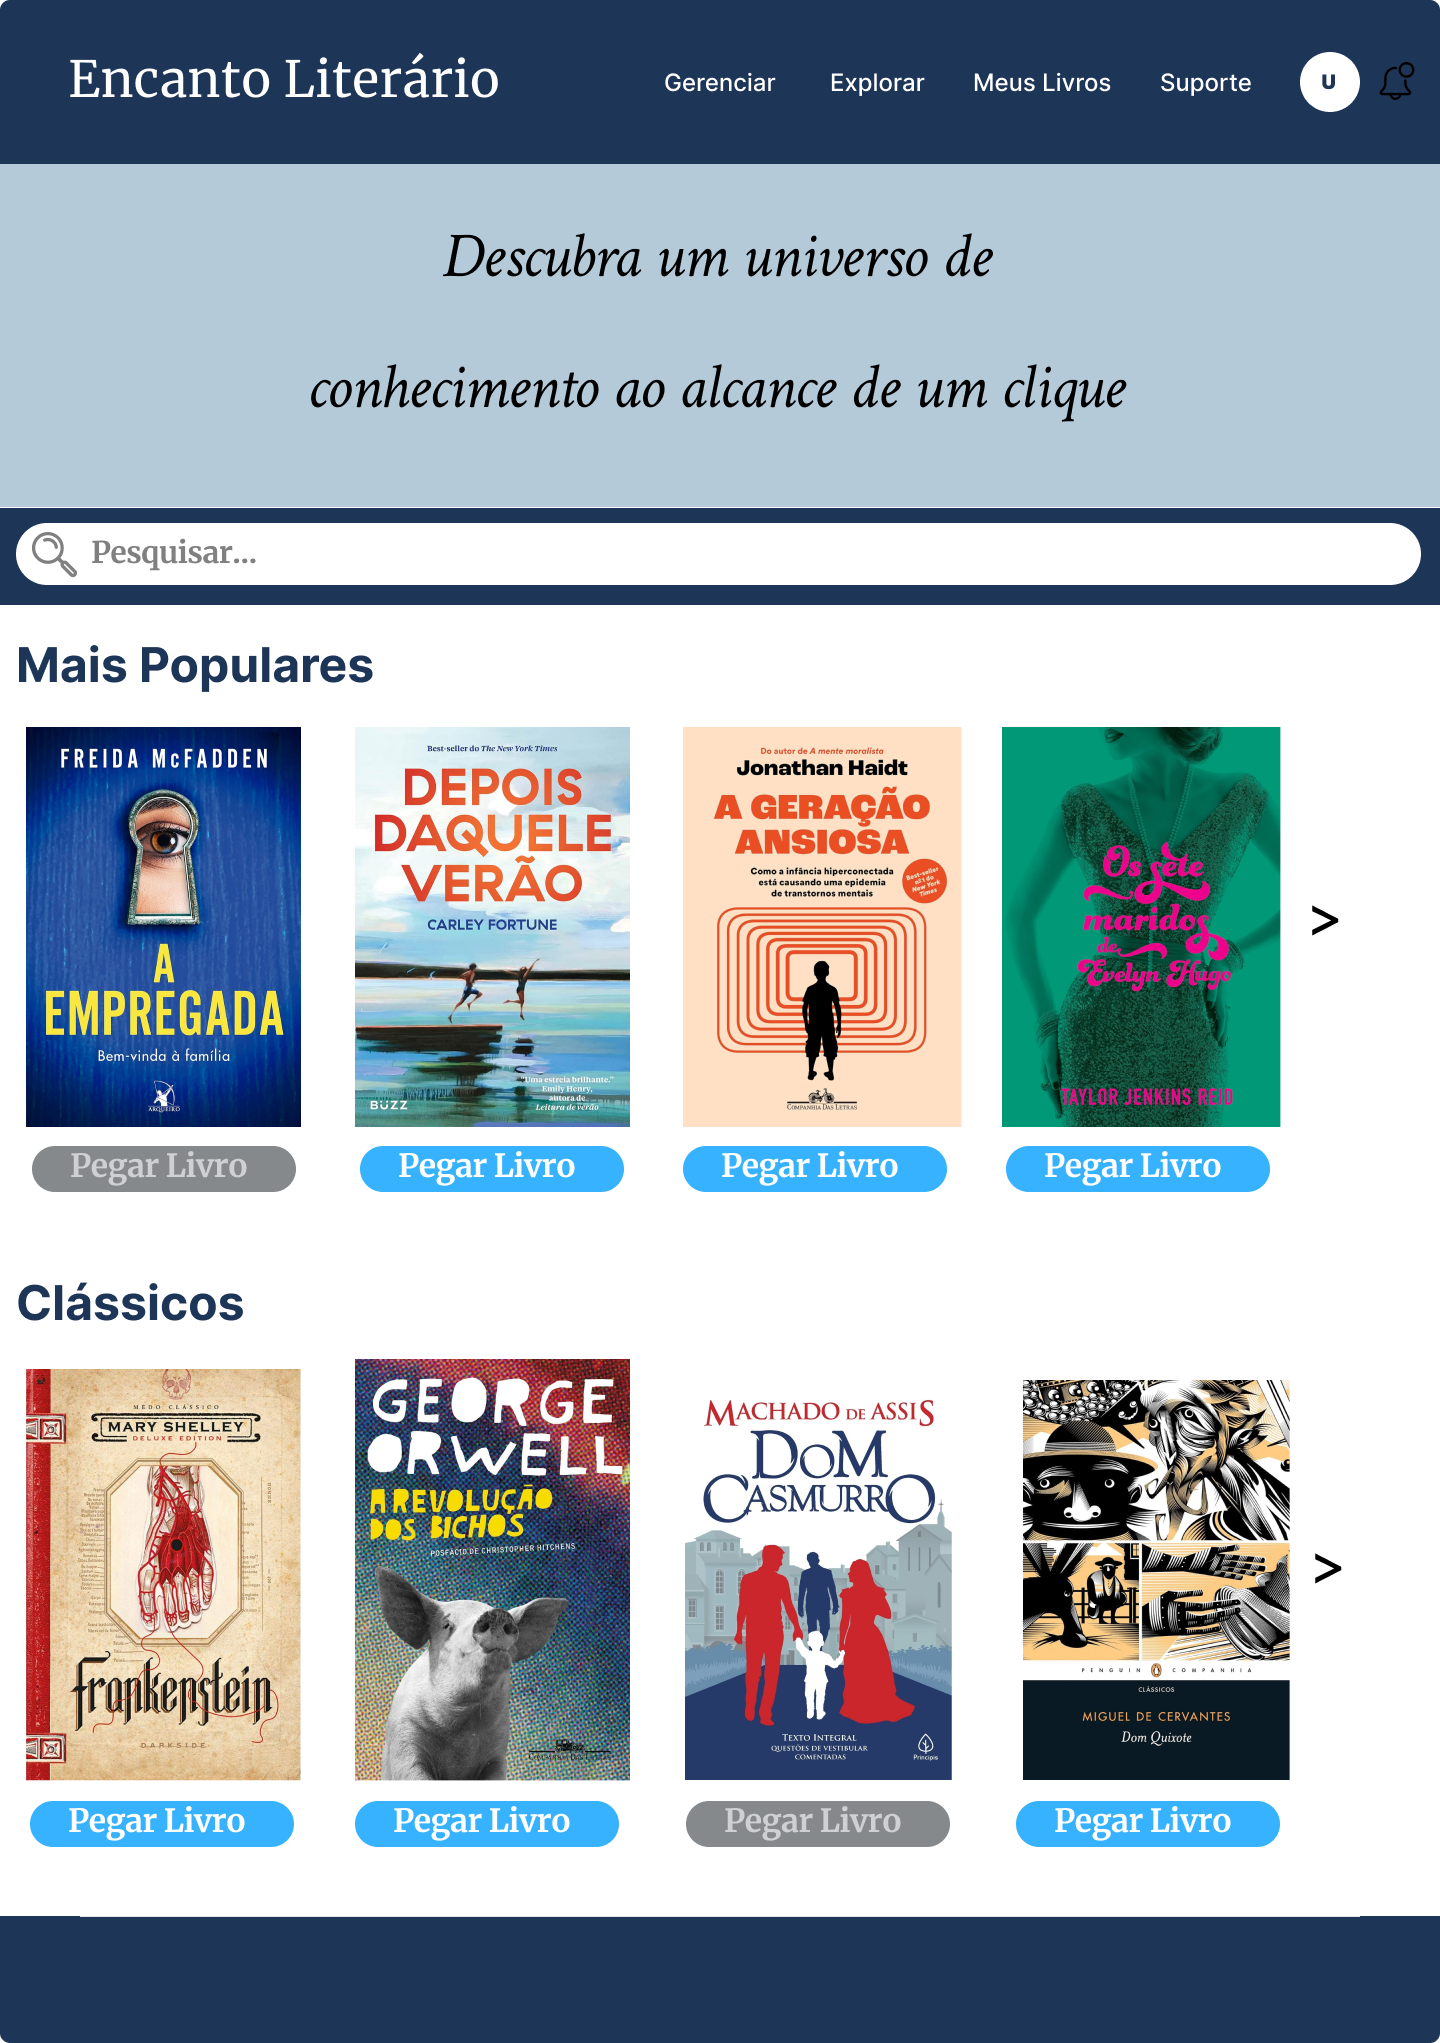 Encanto Literário
Gerenciar
Explorar
Meus Livros
Suporte
U
Descubra um universo de
conhecimento ao alcance de um clique
Pesquisar...
Mais Populares
FREIDA McFADDEN
A
EMPREGADA
Bem-vinda à família
ARQUEIRO
Best-seller do The New York Times
DEPOIS
DAQUELE
VERÃO
CARLEY FORTUNE
"Uma estreia brilhante."
Emily Henry,
autora de
Leitura de verão
BUZZ
Do autor de A mente moralista
Jonathan Haidt
A GERAÇÃO
ANSIOSA
Como a infância hiperconectada
está causando uma epidemia
de transtornos mentais
Best-seller
nº1 do
New York
Times
COMPANHIA DAS LETRAS
Os sete
maridos
de
Evelyn Hugo
TAYLOR JENKINS REID
>
Pegar Livro
Pegar Livro
Pegar Livro
Pegar Livro
Clássicos
MEDO CLÁSSICO
MARY SHELLEY
DELUXE EDITION
Frankenstein
DARKSIDE
GEORGE
ORWELL
A REVOLUÇÃO
DOS BICHOS
POSFÁCIO DE CHRISTOPHER HITCHENS
MACHADO DE ASSIS
DOM
CASMURRO
TEXTO INTEGRAL
QUESTÕES DE VESTIBULAR
COMENTADAS
Principis
PENGUIN COMPANHIA
CLÁSSICOS
MIGUEL DE CERVANTES
Dom Quixote
>
Pegar Livro
Pegar Livro
Pegar Livro
Pegar Livro